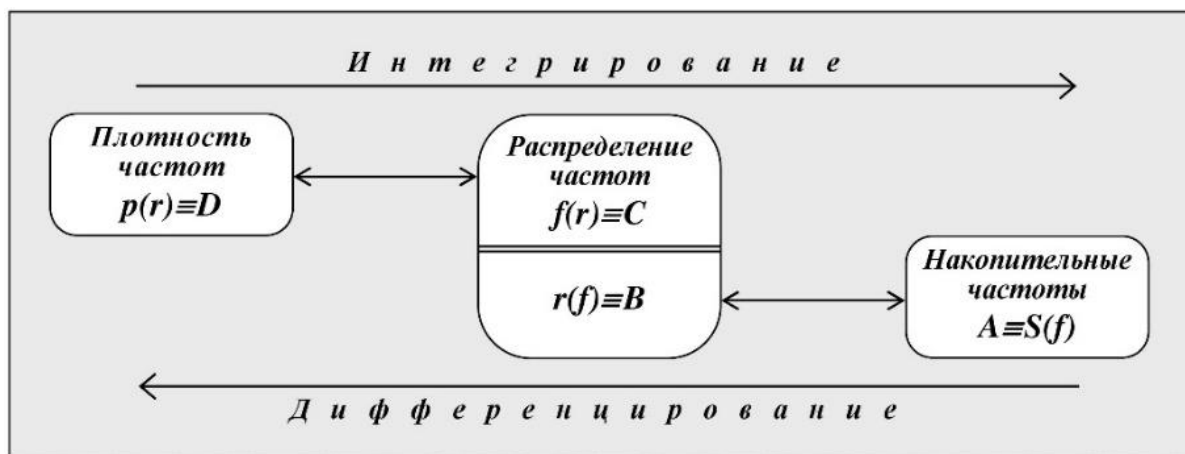 Интегрирование
Плотность
частот
p(r)≡D
Распределение
частот
f(r)≡C
r(f)≡B
Накопительные
частоты
A≡S(f)
Дифференцирование